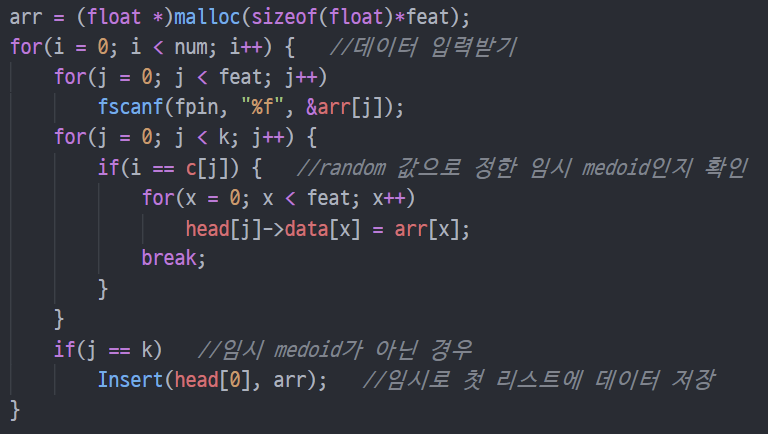 arr = (float *)malloc(sizeof(float)*feat);
for(i = 0; i < num; i++) {   //데이터 입력받기
    for(j = 0; j < feat; j++)
        fscanf(fpin, "%f", &arr[j]);
    for(j = 0; j < k; j++) {
        if(i == c[j]) {   //random 값으로 정한 임시 medoid인지 확인
            for(x = 0; x < feat; x++)
                head[j]->data[x] = arr[x];
            break;
        }
    }
    if(j == k)   //임시 medoid가 아닌 경우
        Insert(head[0], arr);   //임시로 첫 리스트에 데이터 저장
}